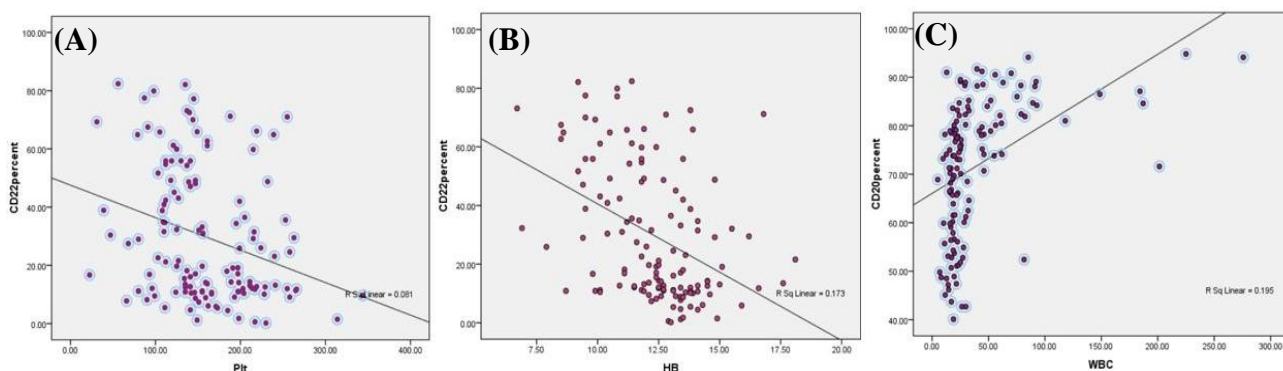 (A)
CD22percent
100.00
80.00
60.00
40.00
20.00
0.00
R Sq Linear = 0.081
0.00 100.00 200.00 300.00 400.00
Plt
(B)
CD22percent
100.00
80.00
60.00
40.00
20.00
0.00
R Sq Linear = 0.173
7.50 10.00 12.50 15.00 17.50 20.00
HB
(C)
CD20percent
100.00
90.00
80.00
70.00
60.00
50.00
40.00
R Sq Linear = 0.195
0.00 50.00 100.00 150.00 200.00 250.00 300.00
WBC